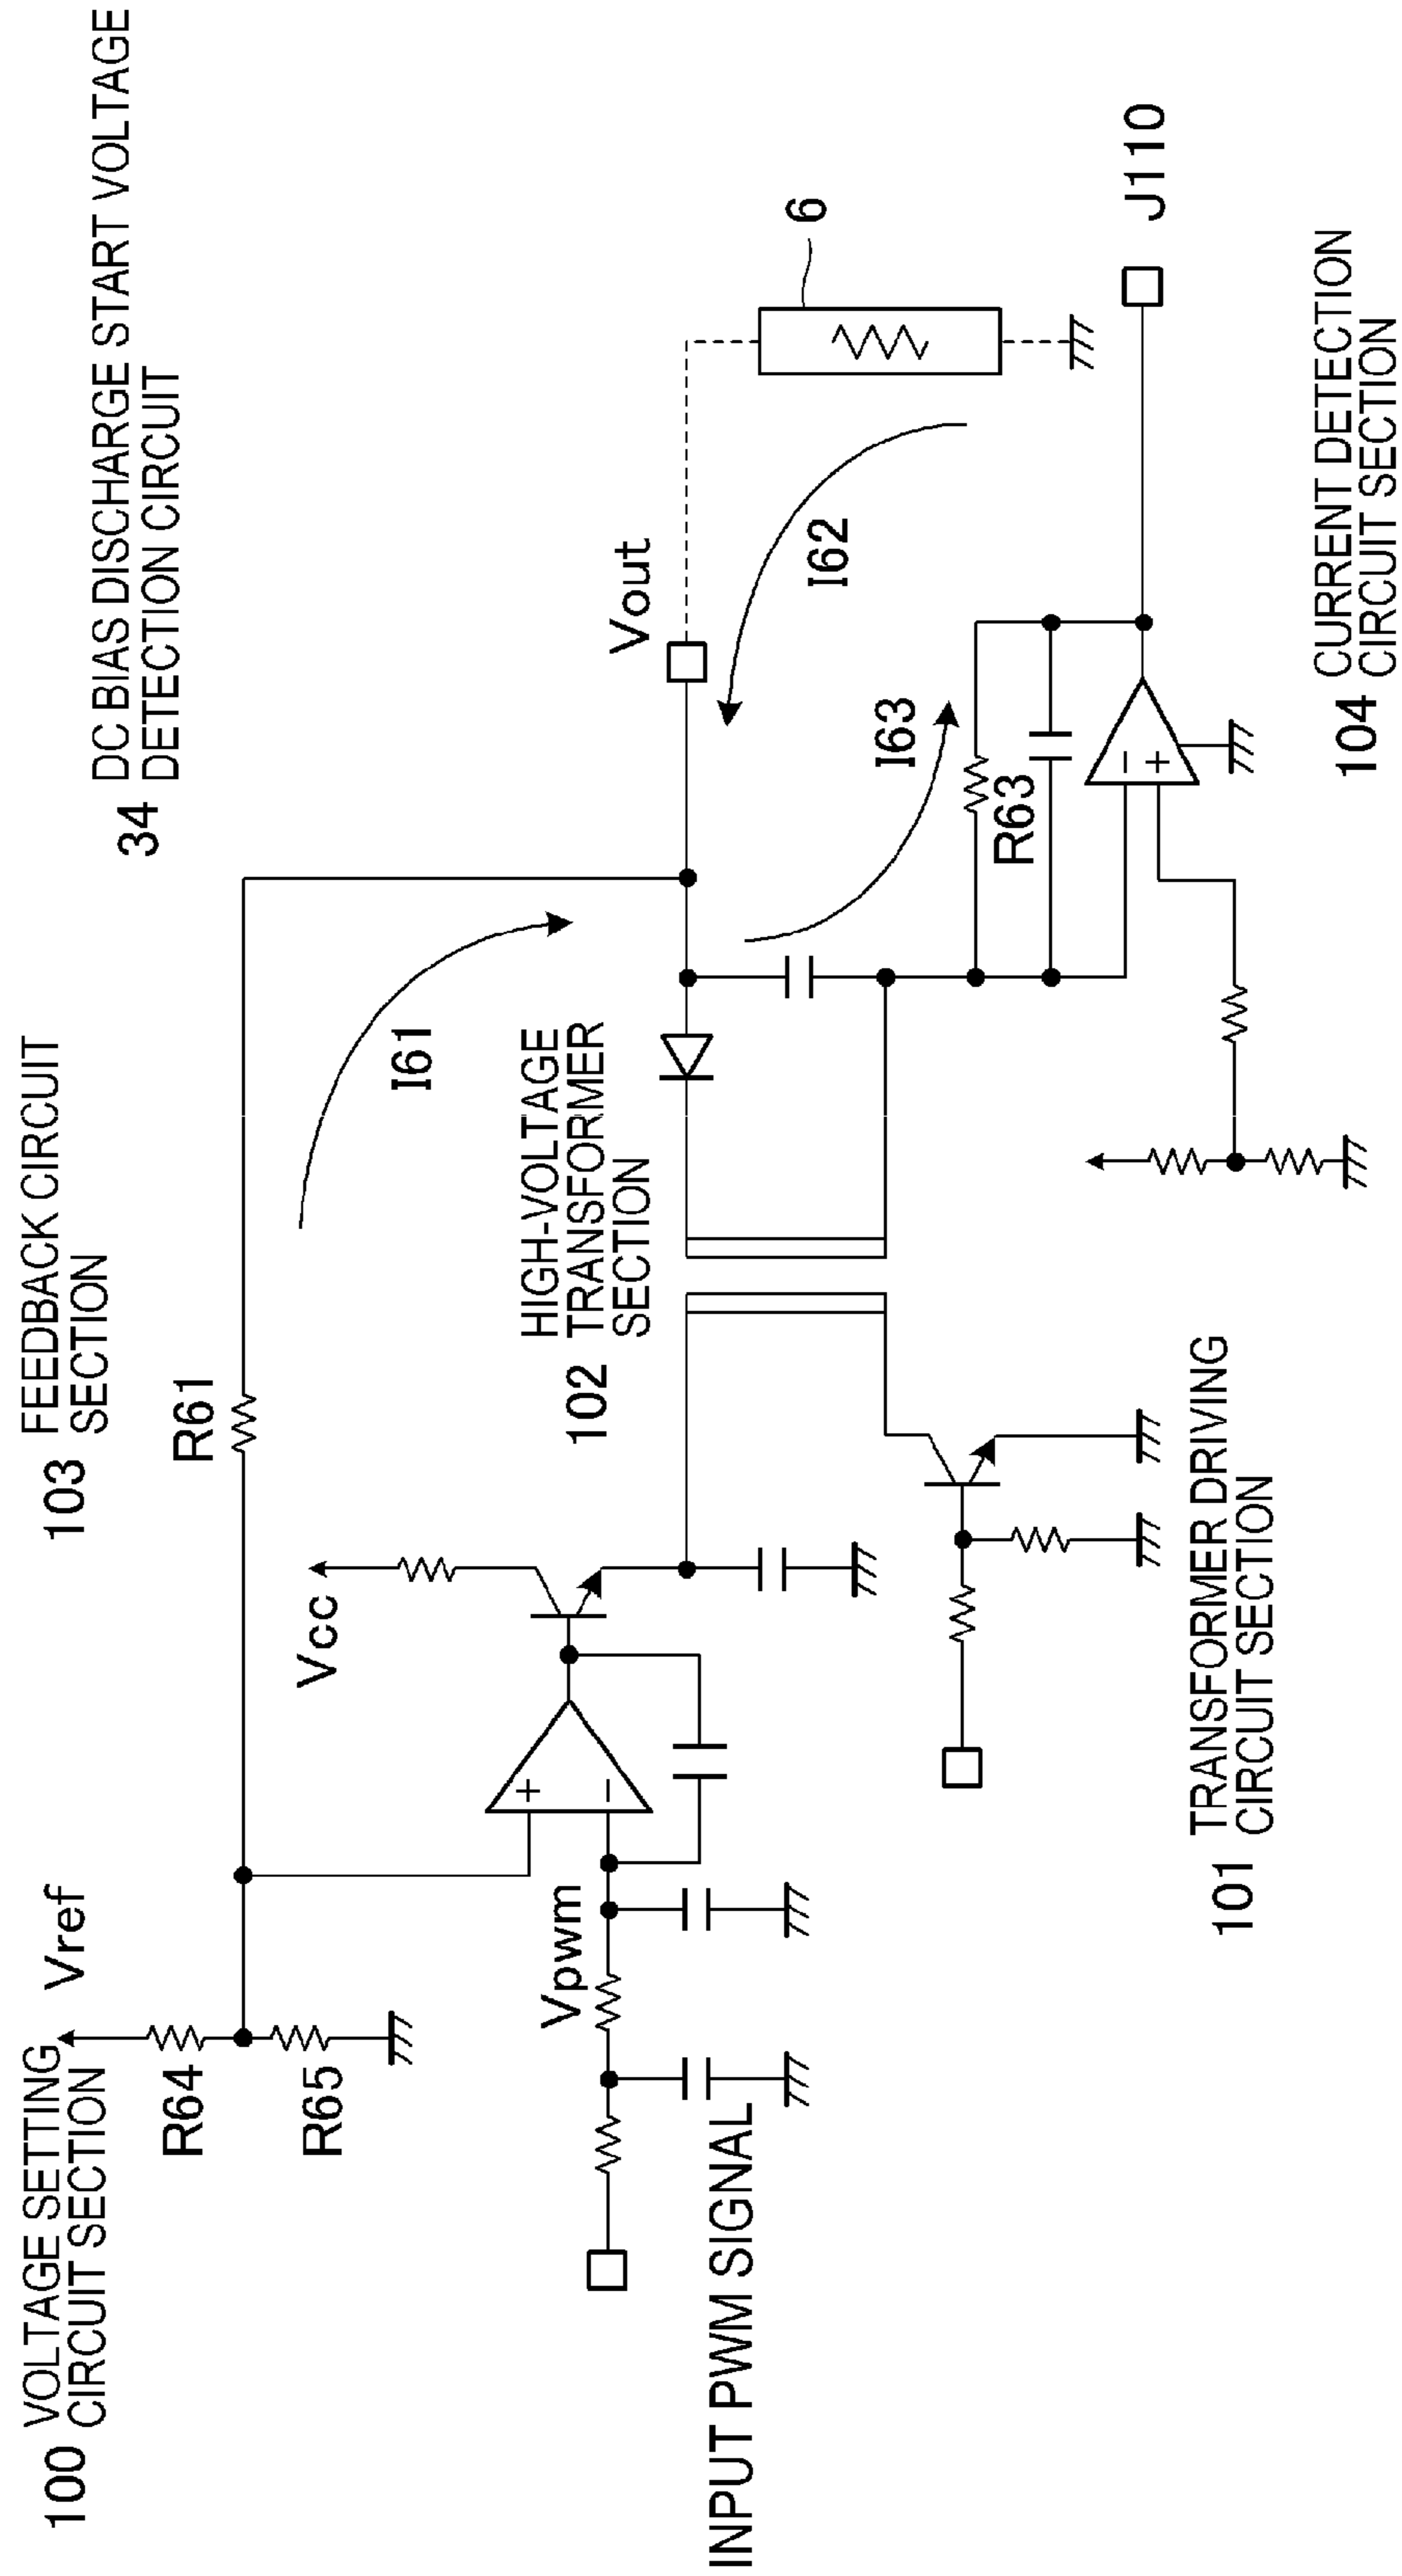 34 DC BIAS DISCHARGE START VOLTAGE
DETECTION CIRCUIT
100 VOLTAGE SETTING
CIRCUIT SECTION
103 FEEDBACK CIRCUIT
SECTION
Vref
R64
R65
R61
Vcc
I61
Vpwm
INPUT PWM SIGNAL
+
−
102 HIGH-VOLTAGE
TRANSFORMER
SECTION
Vout
6
I62
I63
R63
−
+
J110
101 TRANSFORMER DRIVING
CIRCUIT SECTION
104 CURRENT DETECTION
CIRCUIT SECTION